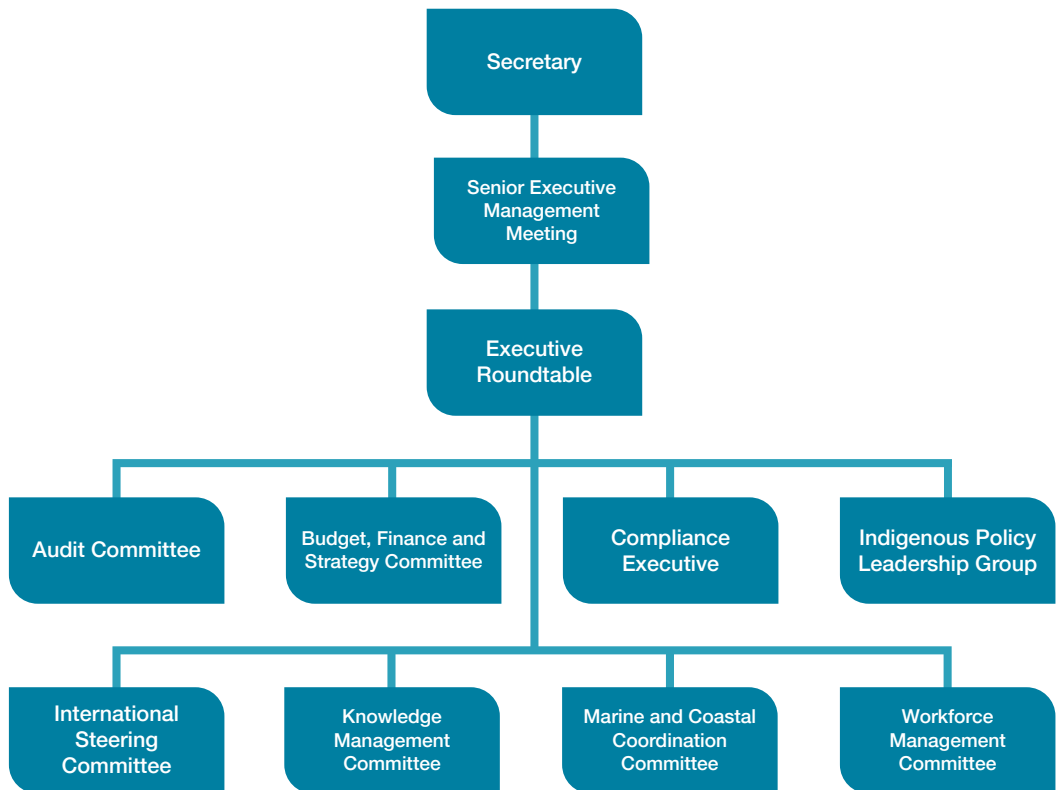 Secretary
Senior Executive
Management
Meeting
Executive
Roundtable
Audit Committee
Budget, Finance and
Strategy Committee
Compliance
Executive
Indigenous Policy
Leadership Group
International
Steering
Committee
Knowledge
Management
Committee
Marine and Coastal
Coordination
Committee
Workforce
Management
Committee